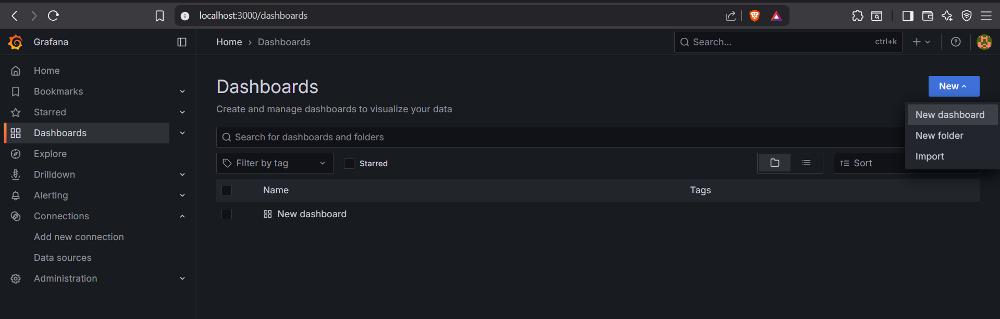 localhost:3000/dashboards
Grafana
Home › Dashboards
Search... ctrl+k
Home
Bookmarks
Starred
Dashboards
Explore
Drilldown
Alerting
Connections
Add new connection
Data sources
Administration
Dashboards
New
Create and manage dashboards to visualize your data
New dashboard
New folder
Import
Search for dashboards and folders
Filter by tag
Starred
Sort
Name Tags
New dashboard